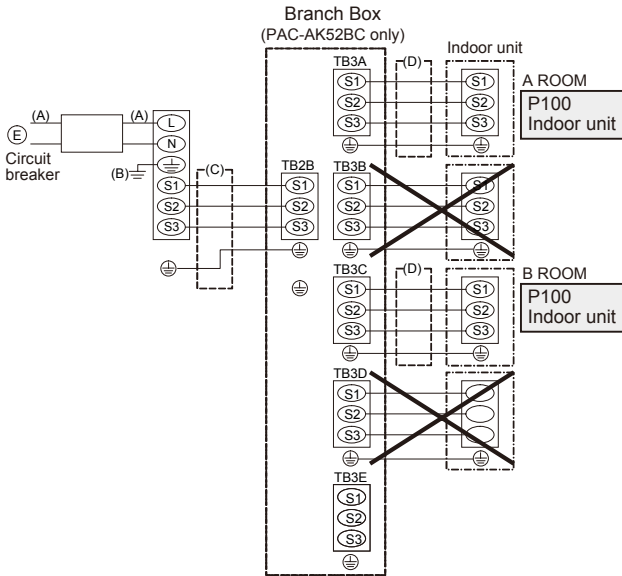 Branch Box
(PAC-AK52BC only)
Indoor unit
TB3A
(D)
S1
S2
S3
S1
S2
S3
A ROOM
P100
Indoor unit
(A)
(A)
L
N
E
Circuit
breaker
(B)
S1
S2
S3
(C)
TB2B
S1
S2
S3
TB3B
S1
S2
S3
S1
S2
S3
TB3C
(D)
S1
S2
S3
S1
S2
S3
B ROOM
P100
Indoor unit
TB3D
S1
S2
S3
TB3E
S1
S2
S3